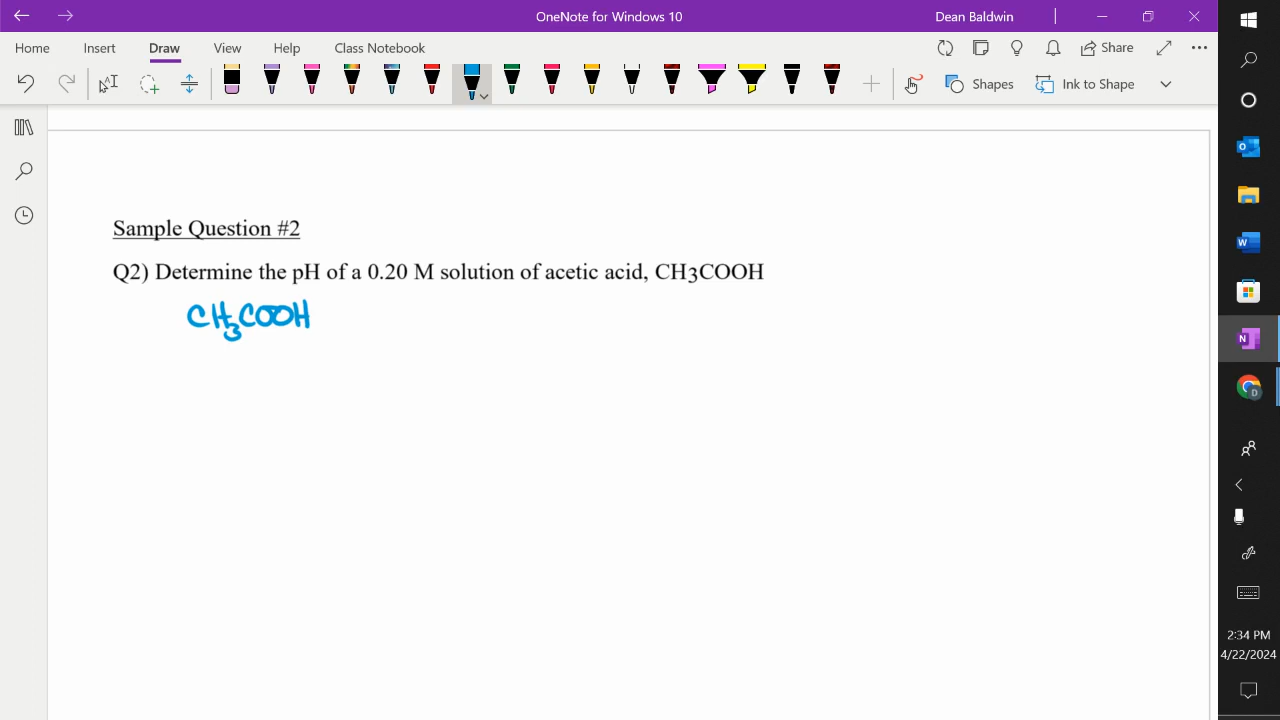 OneNote for Windows 10
Dean Baldwin
Home Insert Draw View Help Class Notebook
Share
Shapes
Ink to Shape
Sample Question #2
Q2) Determine the pH of a 0.20 M solution of acetic acid, CH3COOH
CH₃COOH
2:34 PM
4/22/2024